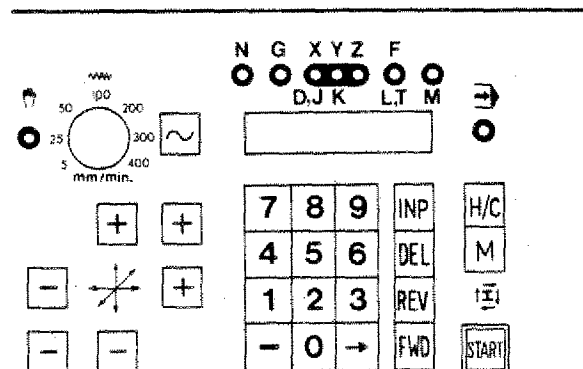 N G X Y Z F
D,J K L,T M
50 100 200
25 300 ~
5 400
mm/min.
7 8 9 INP H/C
+ +
4 5 6 DEL M
- +
1 2 3 REV
- 0 → FWD START
- -